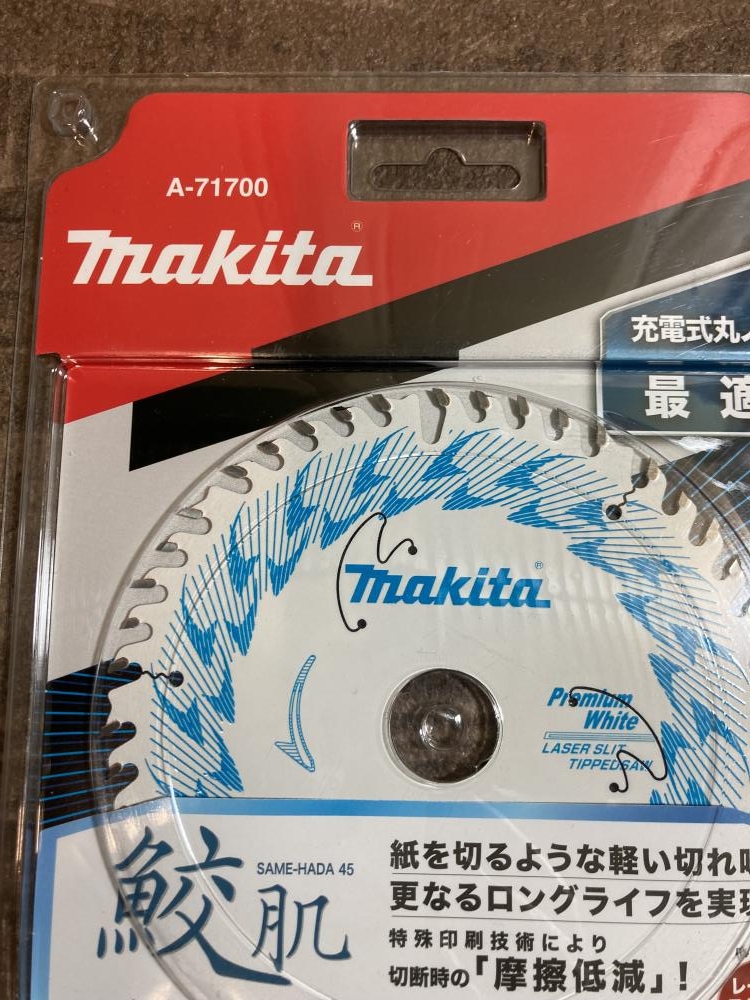 A-71700
makita®
充電式丸ノ
最適
makita®
Premium
White
LASER SLIT
TIPPEDSAW
鮫肌
SAME-HADA 45
紙を切るような軽い切れ味
更なるロングライフを実現
特殊印刷技術により
切断時の「摩擦低減」!
レ